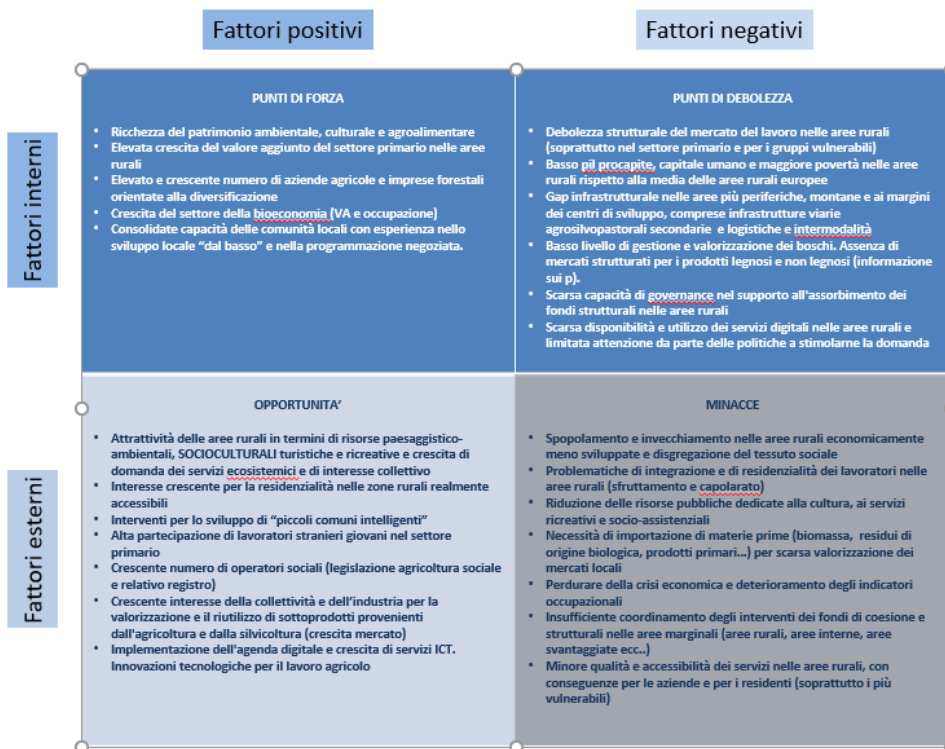 Fattori positivi
Fattori negativi
Fattori interni
PUNTI DI FORZA
▪ Ricchezza del patrimonio ambientale, culturale e agroalimentare
▪ Elevata crescita del valore aggiunto del settore primario nelle aree
rurali
▪ Elevato e crescente numero di aziende agricole e imprese forestali
orientate alla diversificazione
▪ Crescita del settore della bioeconomia (VA e occupazione)
▪ Consolidate capacità delle comunità locali con esperienza nello
sviluppo locale “dal basso” e nella programmazione negoziata.
PUNTI DI DEBOLEZZA
▪ Debolezza strutturale del mercato del lavoro nelle aree rurali
(soprattutto nel settore primario e per i gruppi vulnerabili)
▪ Basso pil procapite, capitale umano e maggiore povertà nelle aree
rurali rispetto alla media delle aree rurali europee
▪ Gap infrastrutturale nelle aree più periferiche, montane e ai margini
dei centri di sviluppo, comprese infrastrutture viarie
agrosilvopastorali secondarie e logistiche e intermodalità
▪ Basso livello di gestione e valorizzazione dei boschi. Assenza di
mercati strutturati per i prodotti legnosi e non legnosi (informazione
sui p).
▪ Scarsa capacità di governance nel supporto all'assorbimento dei
fondi strutturali nelle aree rurali
▪ Scarsa disponibilità e utilizzo dei servizi digitali nelle aree rurali e
limitata attenzione da parte delle politiche a stimolarne la domanda
Fattori esterni
OPPORTUNITA’
▪ Attrattività delle aree rurali in termini di risorse paesaggistico-
ambientali, SOCIOCULTURALI turistiche e ricreative e crescita di
domanda dei servizi ecosistemici e di interesse collettivo
▪ Interesse crescente per la residenzialità nelle zone rurali realmente
accessibili
▪ Interventi per lo sviluppo di “piccoli comuni intelligenti”
▪ Alta partecipazione di lavoratori stranieri giovani nel settore
primario
▪ Crescente numero di operatori sociali (legislazione agricoltura sociale
e relativo registro)
▪ Crescente interesse della collettività e dell’industria per la
valorizzazione e il riutilizzo di sottoprodotti provenienti
dall'agricoltura e dalla silvicoltura (crescita mercato)
▪ Implementazione dell'agenda digitale e crescita di servizi ICT.
Innovazioni tecnologiche per il lavoro agricolo
MINACCE
▪ Spopolamento e invecchiamento nelle aree rurali economicamente
meno sviluppate e disgregazione del tessuto sociale
▪ Problematiche di integrazione e di residenzialità dei lavoratori nelle
aree rurali (sfruttamento e capolarato)
▪ Riduzione delle risorse pubbliche dedicate alla cultura, ai servizi
ricreativi e socio-assistenziali
▪ Necessità di importazione di materie prime (biomassa, residui di
origine biologica, prodotti primari...) per scarsa valorizzazione dei
mercati locali
▪ Perdurare della crisi economica e deterioramento degli indicatori
occupazionali
▪ Insufficiente coordinamento degli interventi dei fondi di coesione e
strutturali nelle aree marginali (aree rurali, aree interne, aree
svantaggiate ecc..)
▪ Minore qualità e accessibilità dei servizi nelle aree rurali, con
conseguenze per le aziende e per i residenti (soprattutto i più
vulnerabili)